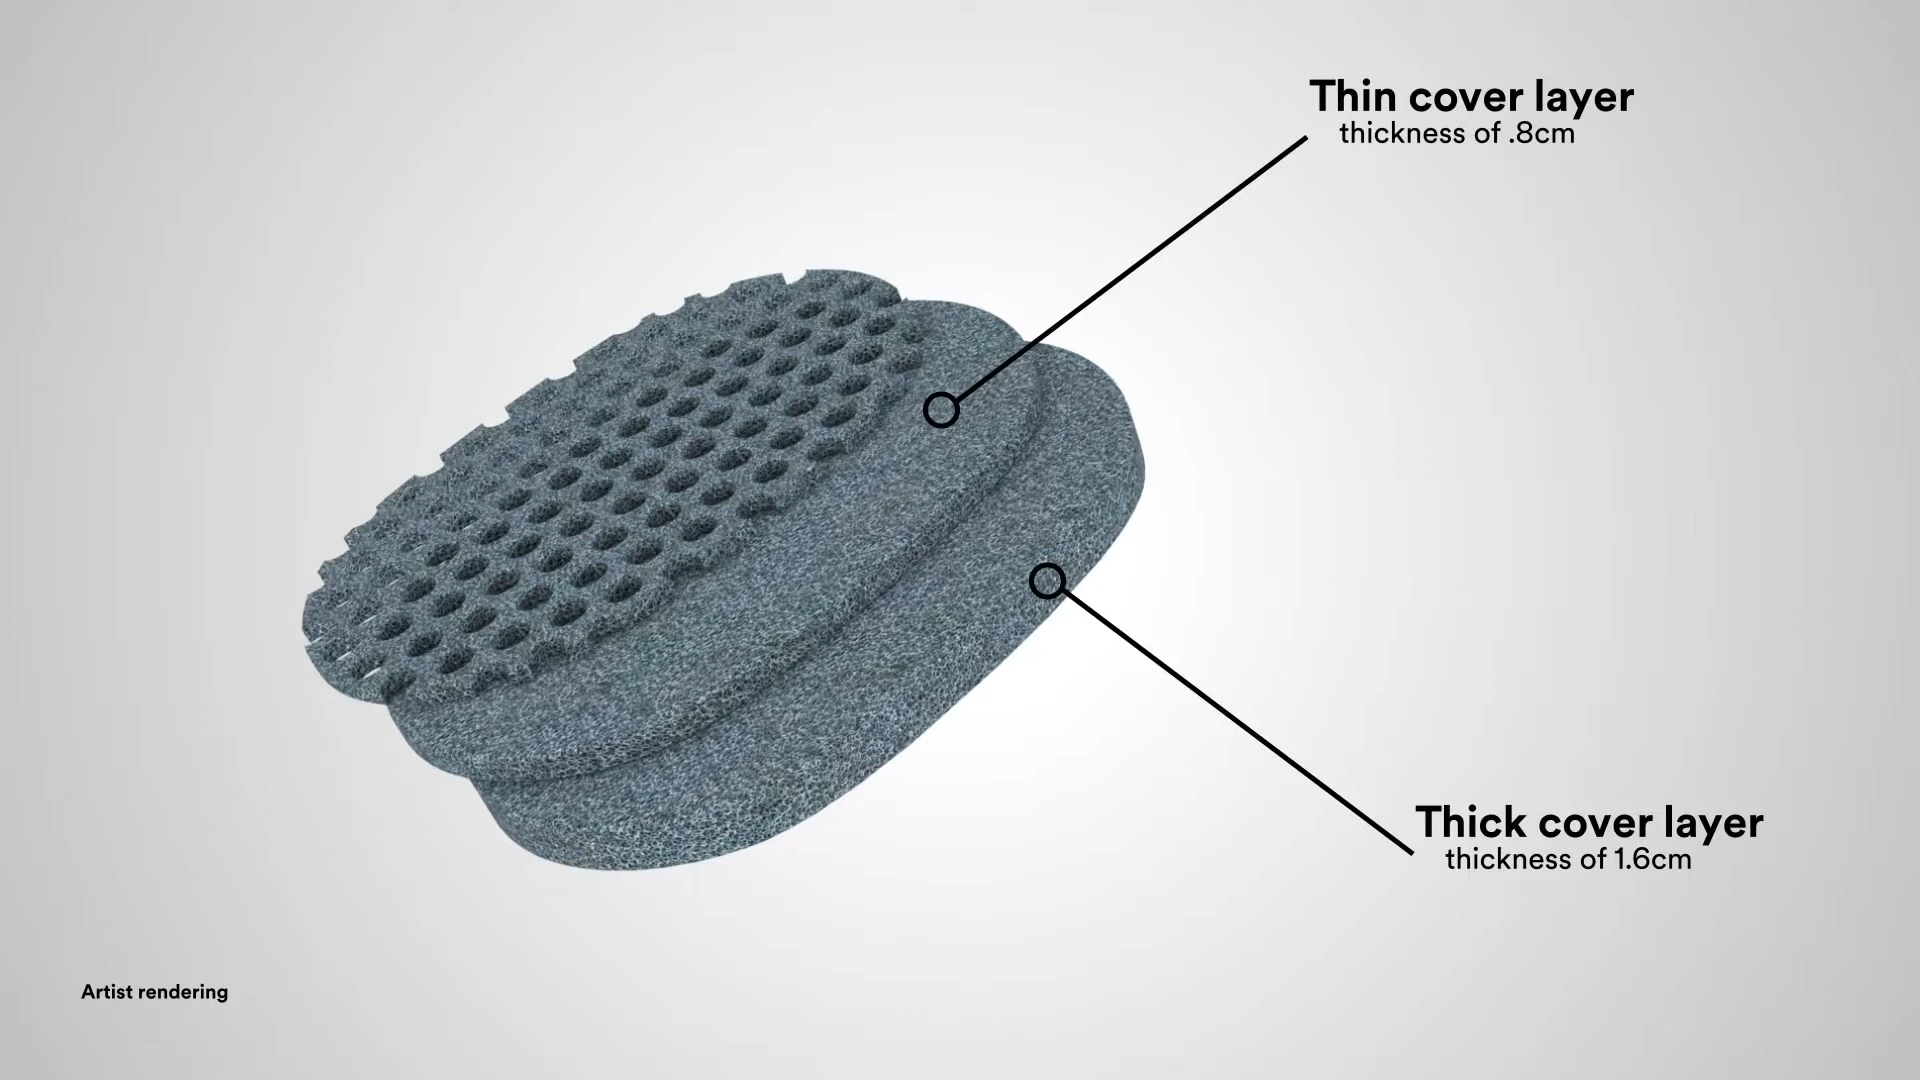 Thin cover layer
thickness of .8cm
Thick cover layer
thickness of 1.6cm
Artist rendering